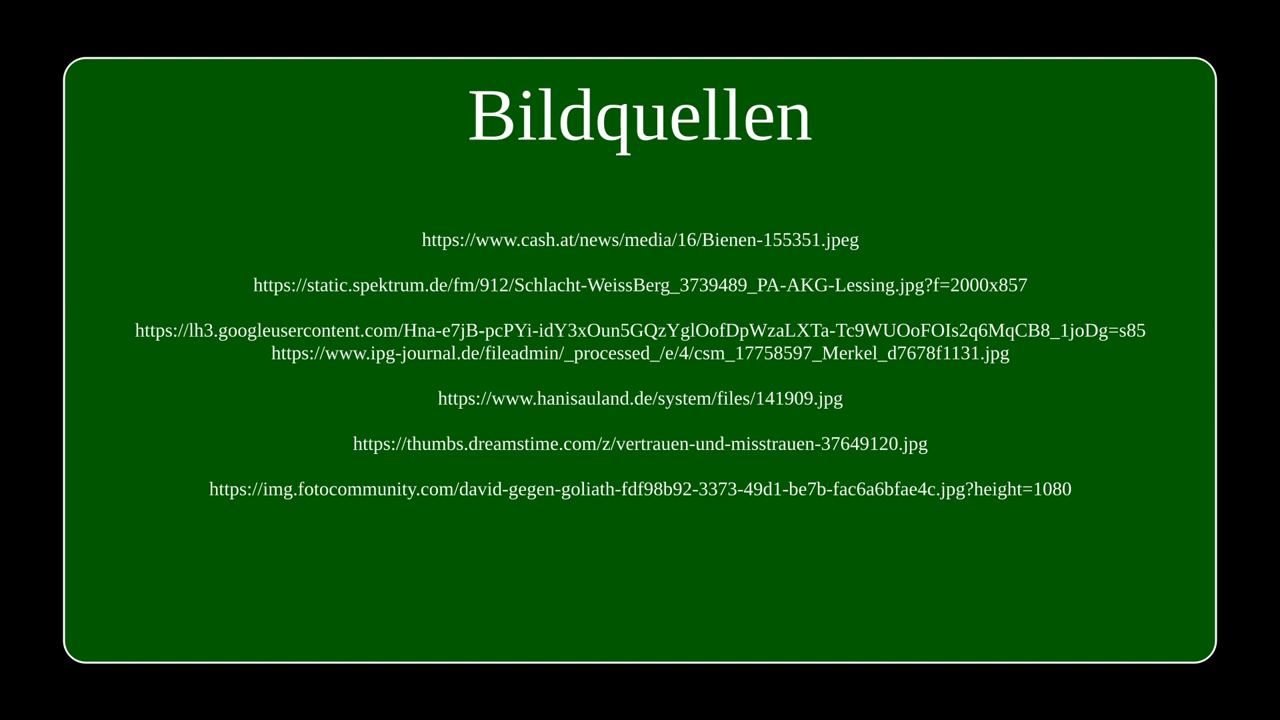 Bildquellen
https://www.cash.at/news/media/16/Bienen-155351.jpeg
https://static.spektrum.de/fm/912/Schlacht-WeissBerg_3739489_PA-AKG-Lessing.jpg?f=2000x857
https://lh3.googleusercontent.com/Hna-e7jB-pcPYi-idY3xOun5GQzYglOofDpWzaLXTa-Tc9WUOoFOIs2q6MqCB8_1joDg=s85
https://www.ipg-journal.de/fileadmin/_processed_/e/4/csm_17758597_Merkel_d7678f1131.jpg
https://www.hanisauland.de/system/files/141909.jpg
https://thumbs.dreamstime.com/z/vertrauen-und-misstrauen-37649120.jpg
https://img.fotocommunity.com/david-gegen-goliath-fdf98b92-3373-49d1-be7b-fac6a6bfae4c.jpg?height=1080